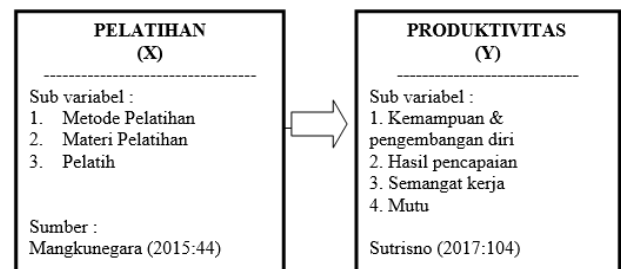 PELATIHAN
(X)
----------------------------------
Sub variabel :
1. Metode Pelatihan
2. Materi Pelatihan
3. Pelatih
Sumber :
Mangkunegara (2015:44)
PRODUKTIVITAS
(Y)
-----------------------------
Sub variabel :
1. Kemampuan &
pengembangan diri
2. Hasil pencapaian
3. Semangat kerja
4. Mutu
Sutrisno (2017:104)